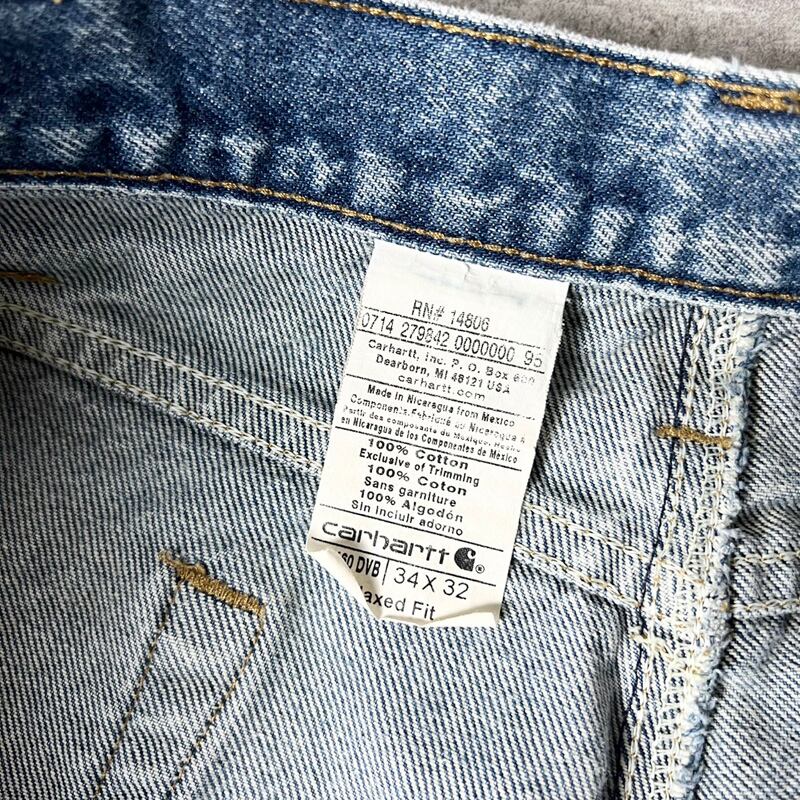 RN# 14806
0714 279842 0000000 95
Carhartt, Inc. P. O. Box 600
Dearborn, MI 48121 USA
carhartt.com
Made in Nicaragua from Mexico
Components.Fabriqué au Nicaragua à
Partir des composants du Mexique. Hecho
en Nicaragua de los Componentes de México
100% Cotton
Exclusive of Trimming
100% Coton
Sans garniture
100% Algodón
Sin incluir adorno
carhartt
DVB 34 X 32
axed Fit